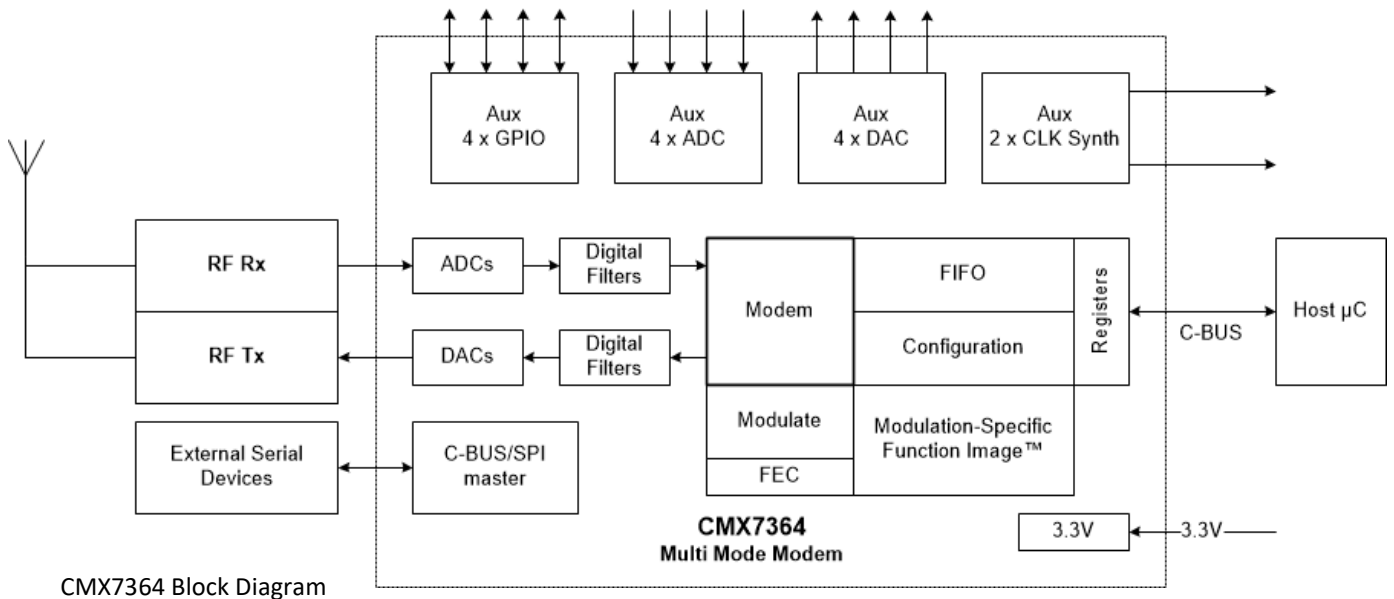 Aux
4 x GPIO
Aux
4 x ADC
Aux
4 x DAC
Aux
2 x CLK Synth
RF Rx
ADCs
Digital
Filters
Modem
FIFO
Registers
C-BUS
Host µC
RF Tx
DACs
Digital
Filters
Configuration
External Serial
Devices
C-BUS/SPI
master
Modulate
FEC
Modulation-Specific
Function Image™
CMX7364
Multi Mode Modem
3.3V
3.3V
CMX7364 Block Diagram